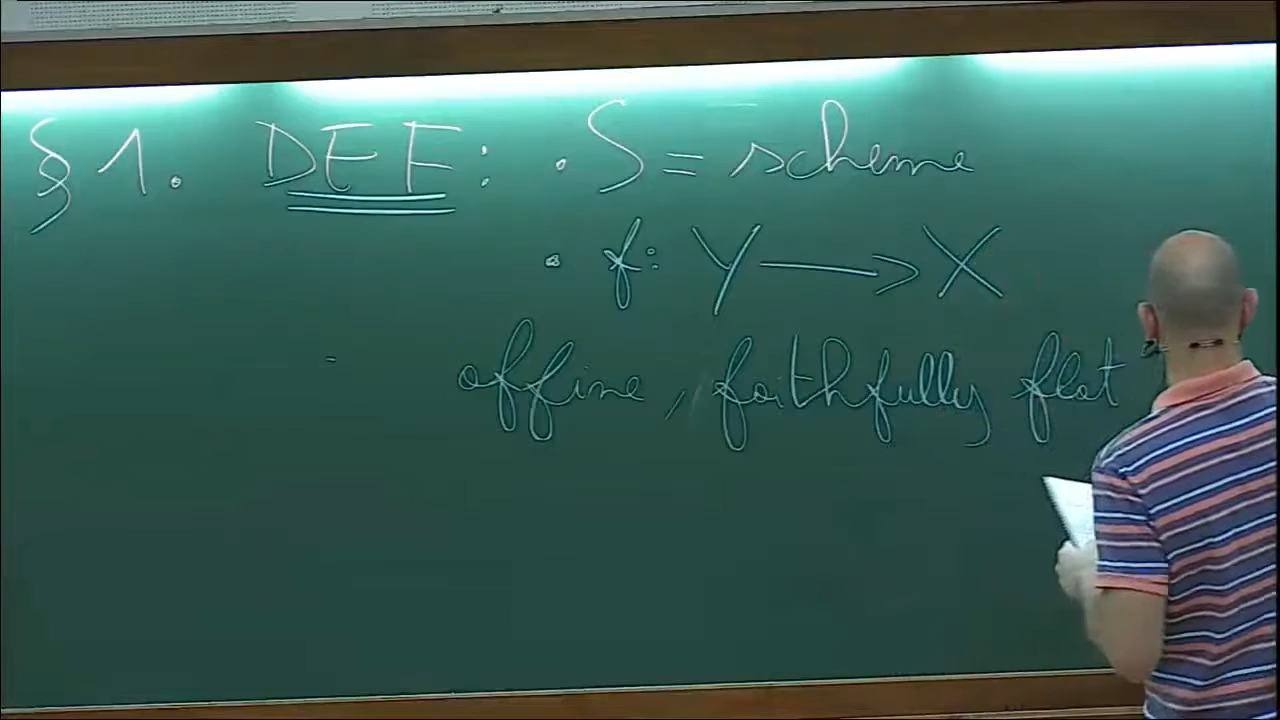 § 1. DEF: • S = scheme
• f: Y ⟶ X
affine, faithfully flat